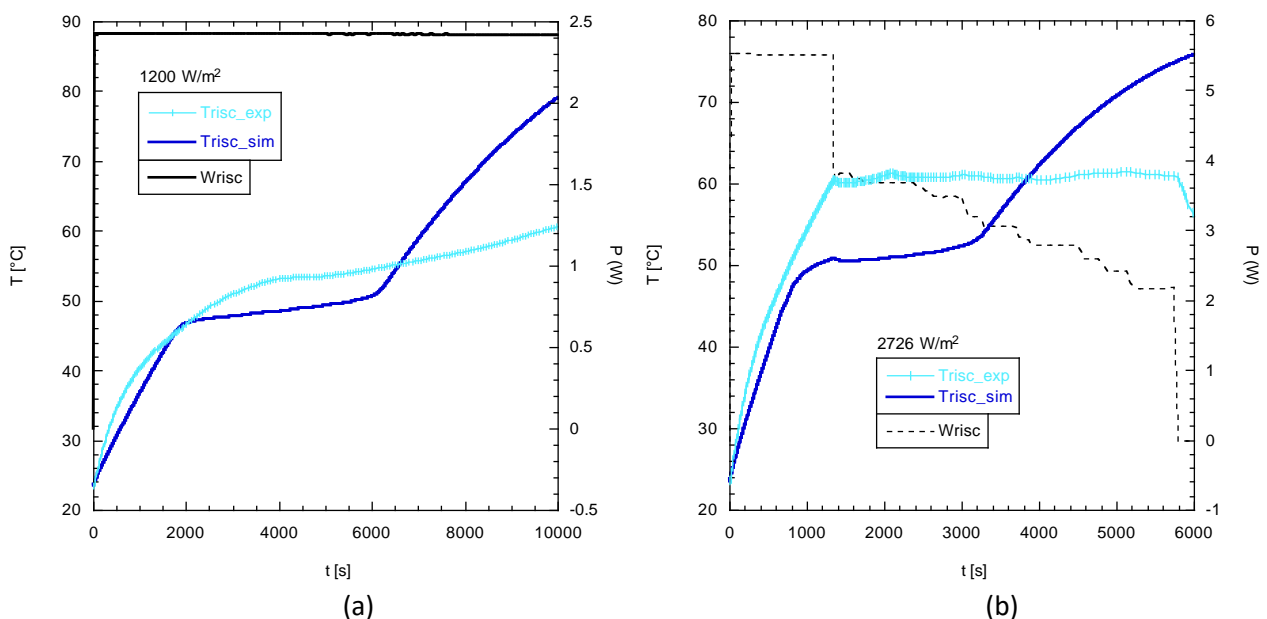 90
80
70
60
50
40
30
20
T [°C]
2.5
2
1.5
1
0.5
0
-0.5
P (W)
1200 W/m²
Trisc_exp
Trisc_sim
Wrisc
0 2000 4000 6000 8000 10000
t [s]
(a)
80
70
60
50
40
30
20
T [°C]
6
5
4
3
2
1
0
-1
P (W)
2726 W/m²
Trisc_exp
Trisc_sim
Wrisc
0 1000 2000 3000 4000 5000 6000
t [s]
(b)